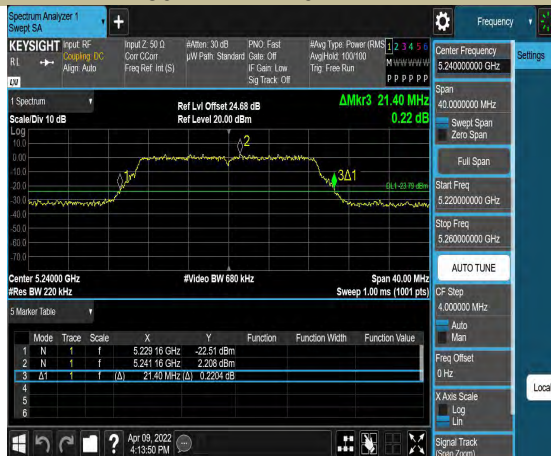 Spectrum Analyzer 1
Swept SA
+
Frequency
KEYSIGHT Input: RF Input Z: 50 Ω #Atten: 30 dB PNO: Fast #Avg Type: Power (RMS 1 2 3 4 5 6
RL Coupling: DC Corr CCorr µW Path: Standard Gate: Off Avg|Hold: 100/100 M W W W W W
Align: Auto Freq Ref: Int (S) IF Gain: Low Trig: Free Run
Sig Track: Off P P P P P P
LXI
1 Spectrum
Ref Lvl Offset 24.68 dB ΔMkr3 21.40 MHz
Scale/Div 10 dB Ref Level 20.00 dBm 0.22 dB
Log
10.0
0.00
-10.0
-20.0
-30.0
-40.0
-50.0
-60.0
-70.0
1
2
3Δ1
DL1 -23.79 dBm
Center 5.24000 GHz #Video BW 680 kHz Span 40.00 MHz
#Res BW 220 kHz Sweep 1.00 ms (1001 pts)
5 Marker Table
Mode Trace Scale X Y Function Function Width Function Value
1 N 1 f 5.229 16 GHz -22.51 dBm
2 N 1 f 5.241 16 GHz 2.208 dBm
3 Δ1 1 f (Δ) 21.40 MHz (Δ) 0.2204 dB
4
5
6
? Apr 09, 2022
4:13:50 PM
Center Frequency
5.240000000 GHz
Settings
Span
40.0000000 MHz
Swept Span
Zero Span
Full Span
Start Freq
5.220000000 GHz
Stop Freq
5.260000000 GHz
AUTO TUNE
CF Step
4.000000 MHz
Auto
Man
Freq Offset
0 Hz
X Axis Scale
Log
Lin
Local
Signal Track
(Span Zoom)